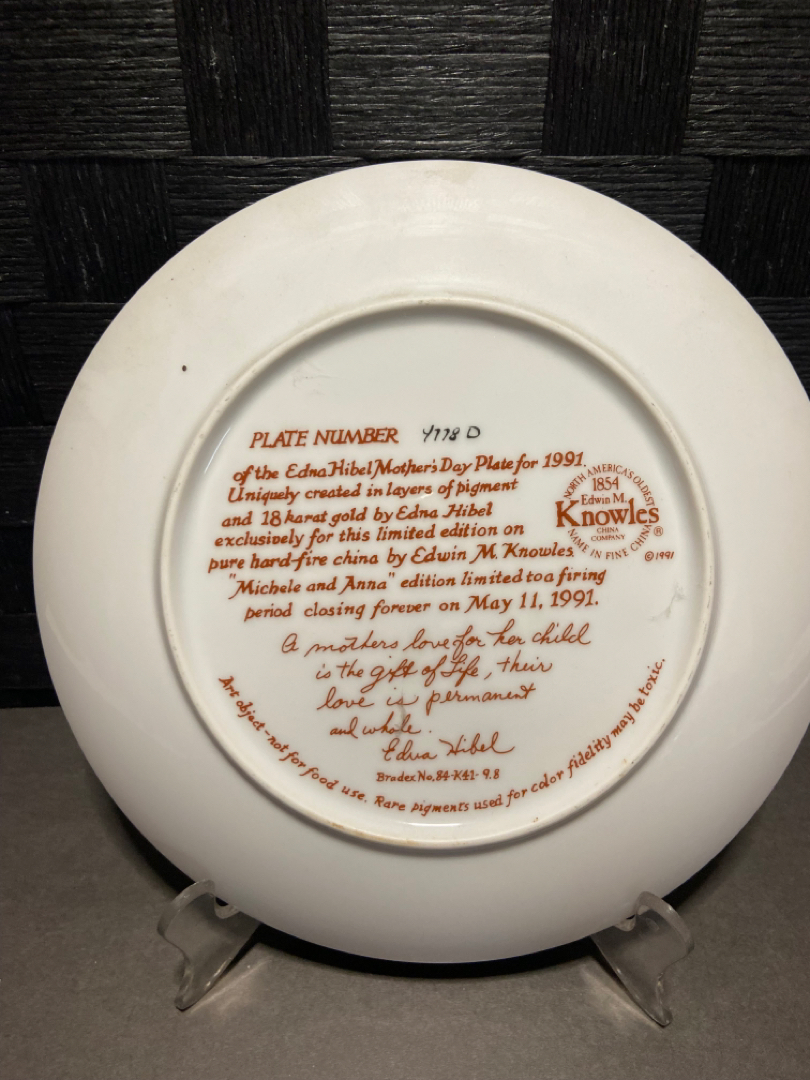 PLATE NUMBER 4778 D
of the Edna Hibel Mother's Day Plate for 1991.
Uniquely created in layers of pigment
and 18 karat gold by Edna Hibel
exclusively for this limited edition on
pure hard-fire china by Edwin M. Knowles.
"Michele and Anna" edition limited to a firing
period closing forever on May 11, 1991.
NORTH AMERICA'S OLDEST
1854
Edwin M.
Knowles
CHINA
COMPANY
®
NAME IN FINE CHINA
©1991
A mothers love for her child
is the gift of life, their
love is permanent
and whole.
Edna Hibel
Bradex No. 84-K41-9.8
Art object-not for food use. Rare pigments used for color fidelity may be toxic.